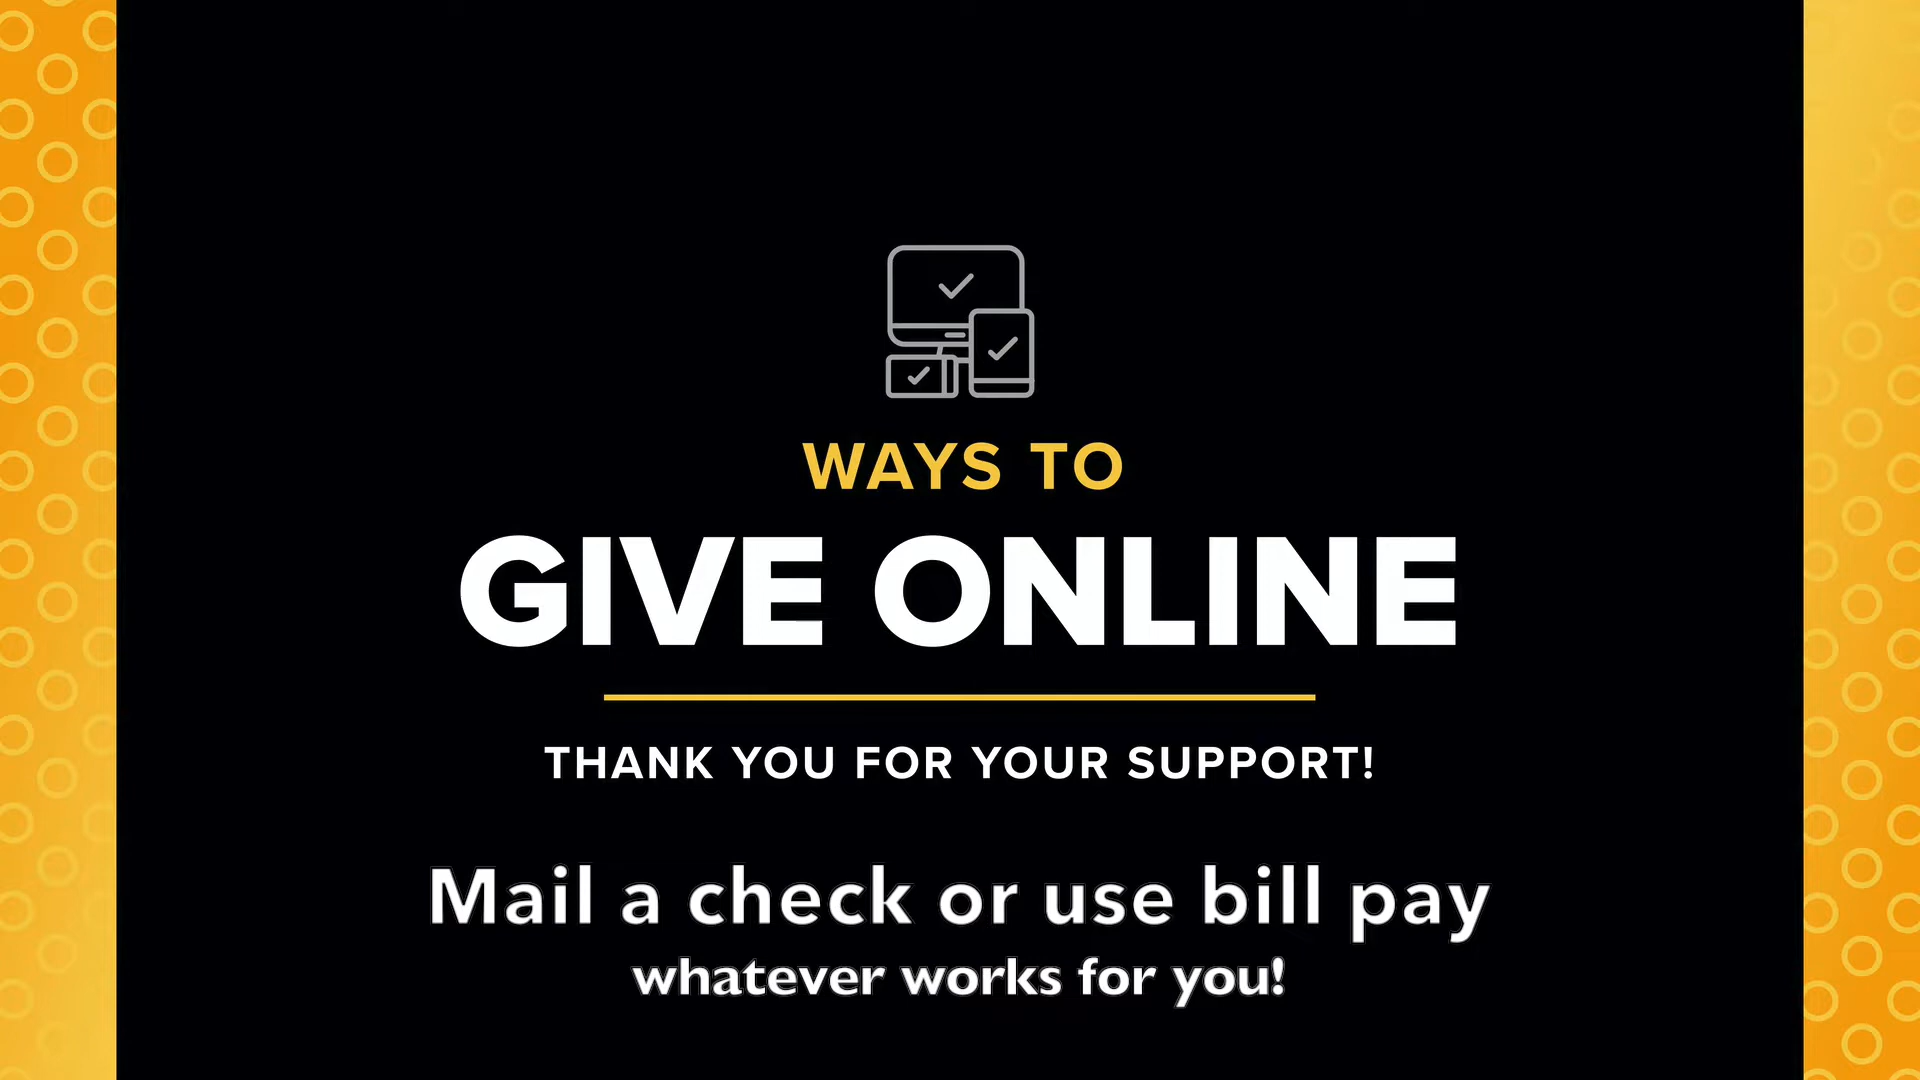 WAYS TO
GIVE ONLINE
THANK YOU FOR YOUR SUPPORT!
Mail a check or use bill pay
whatever works for you!